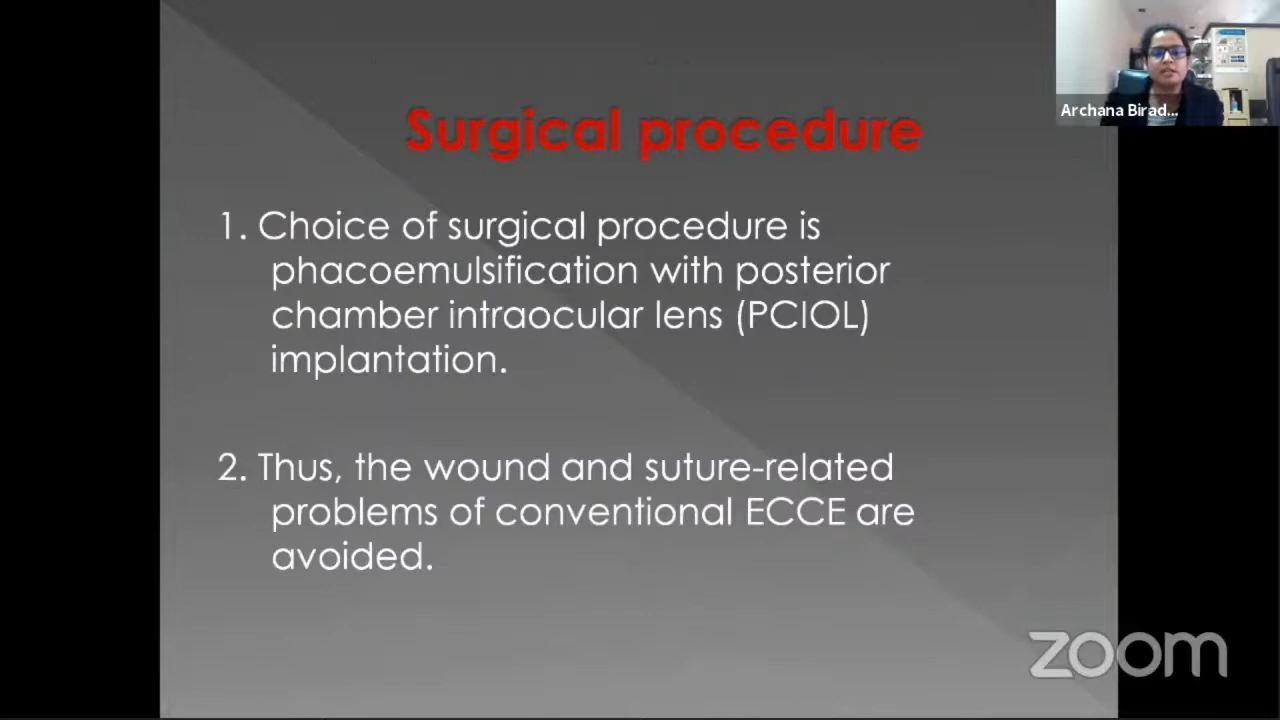 Archana Birad...
Surgical procedure
1. Choice of surgical procedure is
phacoemulsification with posterior
chamber intraocular lens (PCIOL)
implantation.
2. Thus, the wound and suture-related
problems of conventional ECCE are
avoided.
zoom